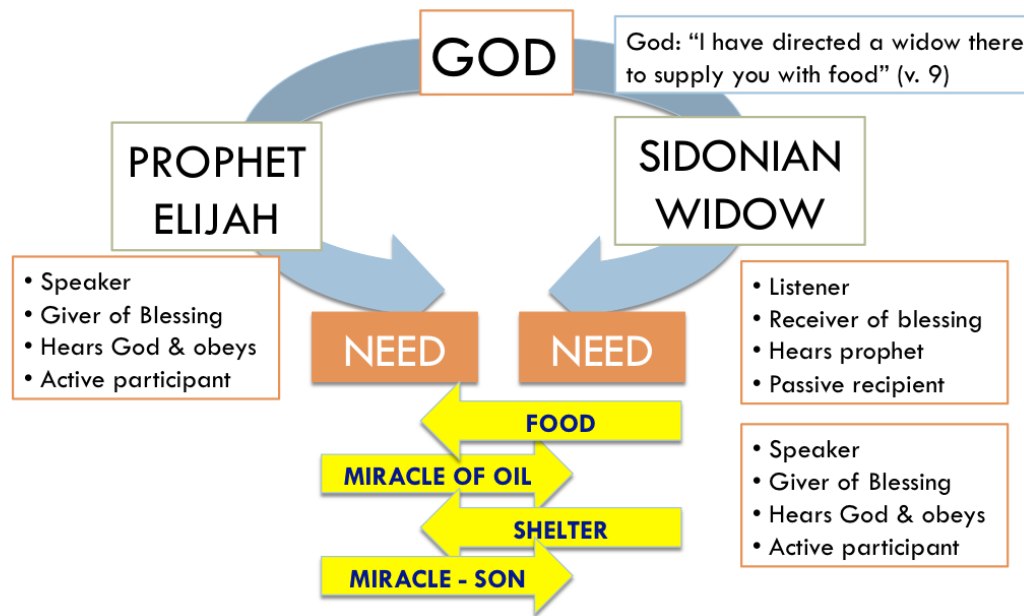 GOD
God: “I have directed a widow there
to supply you with food” (v. 9)
PROPHET
ELIJAH
SIDONIAN
WIDOW
• Speaker
• Giver of Blessing
• Hears God & obeys
• Active participant
NEED
NEED
• Listener
• Receiver of blessing
• Hears prophet
• Passive recipient
FOOD
MIRACLE OF OIL
SHELTER
MIRACLE - SON
• Speaker
• Giver of Blessing
• Hears God & obeys
• Active participant